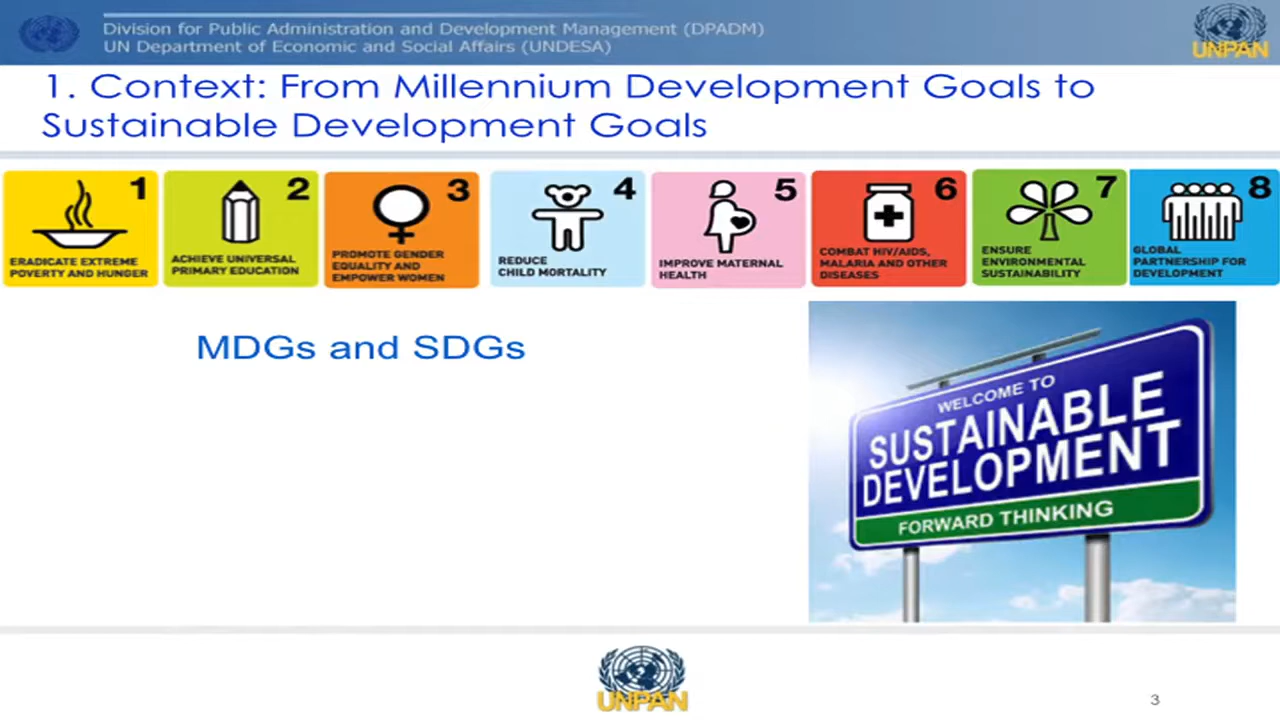 Division for Public Administration and Development Management (DPADM)
UN Department of Economic and Social Affairs (UNDESA)
UNPAN
1. Context: From Millennium Development Goals to
Sustainable Development Goals
1
ERADICATE EXTREME
POVERTY AND HUNGER
2
ACHIEVE UNIVERSAL
PRIMARY EDUCATION
3
PROMOTE GENDER
EQUALITY AND
EMPOWER WOMEN
4
REDUCE
CHILD MORTALITY
5
IMPROVE MATERNAL
HEALTH
6
COMBAT HIV/AIDS,
MALARIA AND OTHER
DISEASES
7
ENSURE
ENVIRONMENTAL
SUSTAINABILITY
8
GLOBAL
PARTNERSHIP FOR
DEVELOPMENT
MDGs and SDGs
WELCOME TO
SUSTAINABLE
DEVELOPMENT
FORWARD THINKING
UNPAN
3